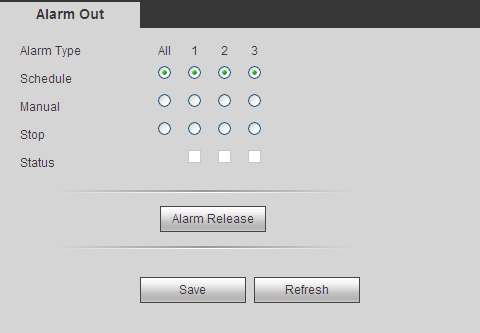 Alarm Out
Alarm Type All 1 2 3
Schedule
Manual
Stop
Status
Alarm Release
Save Refresh